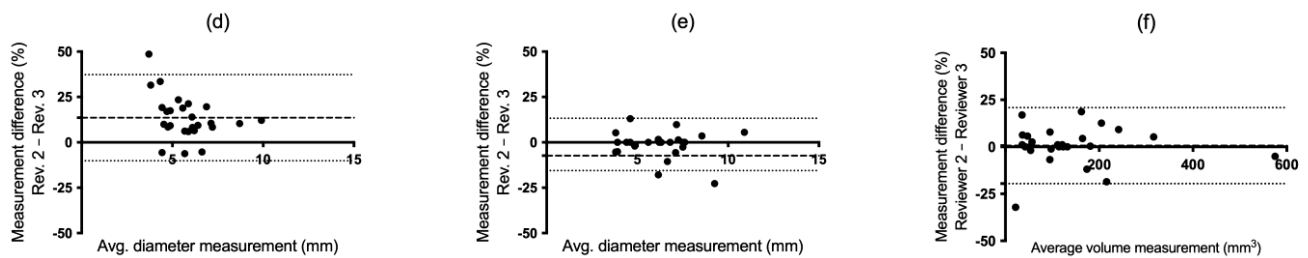 (d)
Measurement difference (%)
Rev. 2 – Rev. 3
50
25
0
-25
-50
5
10
15
Avg. diameter measurement (mm)
(e)
Measurement difference (%)
Rev. 2 – Rev. 3
50
25
0
-25
-50
5
10
15
Avg. diameter measurement (mm)
(f)
Measurement difference (%)
Reviewer 2 – Reviewer 3
50
25
0
-25
-50
200
400
600
Average volume measurement (mm³)